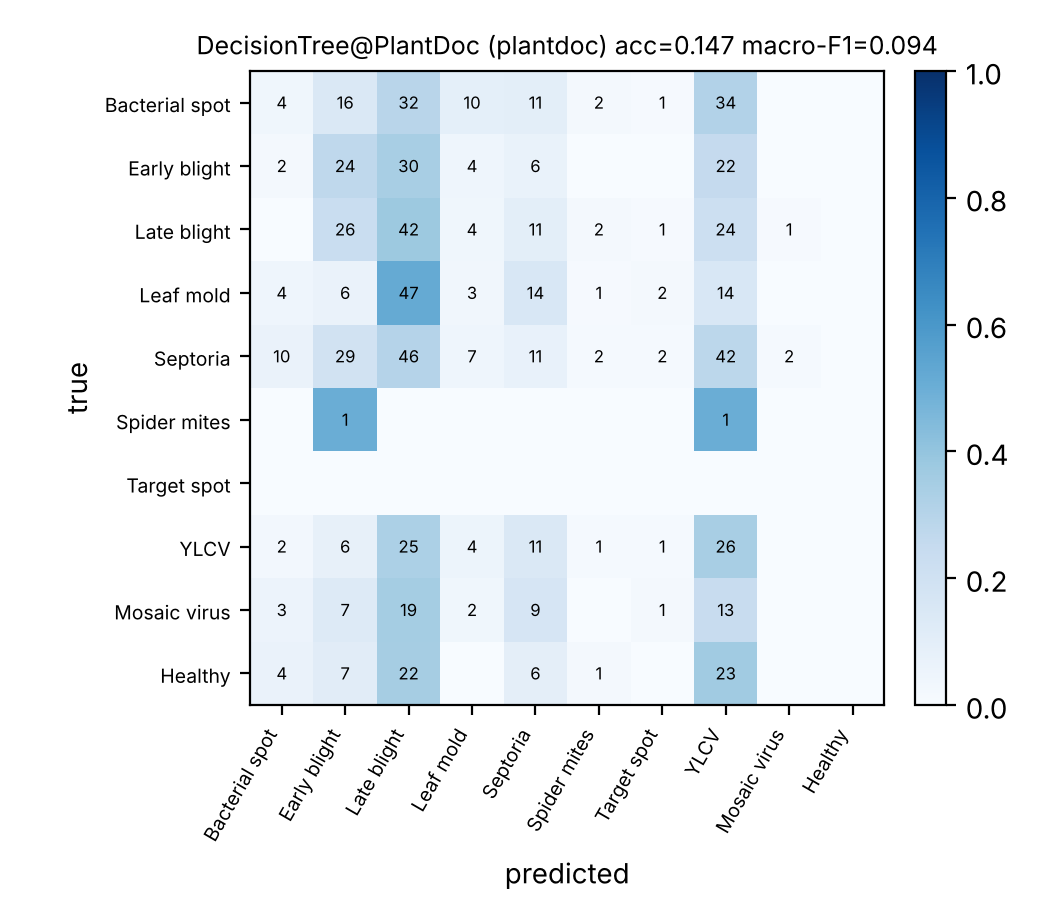 DecisionTree@PlantDoc (plantdoc) acc=0.147 macro-F1=0.094
Bacterial spot 4 16 32 10 11 2 1 34
Early blight 2 24 30 4 6 22
Late blight 26 42 4 11 2 1 24 1
Leaf mold 4 6 47 3 14 1 2 14
Septoria 10 29 46 7 11 2 2 42 2
Spider mites 1 1
Target spot
YLCV 2 6 25 4 11 1 1 26
Mosaic virus 3 7 19 2 9 1 13
Healthy 4 7 22 6 1 23
true
Bacterial spot Early blight Late blight Leaf mold Septoria Spider mites Target spot YLCV Mosaic virus Healthy
predicted
1.0
0.8
0.6
0.4
0.2
0.0